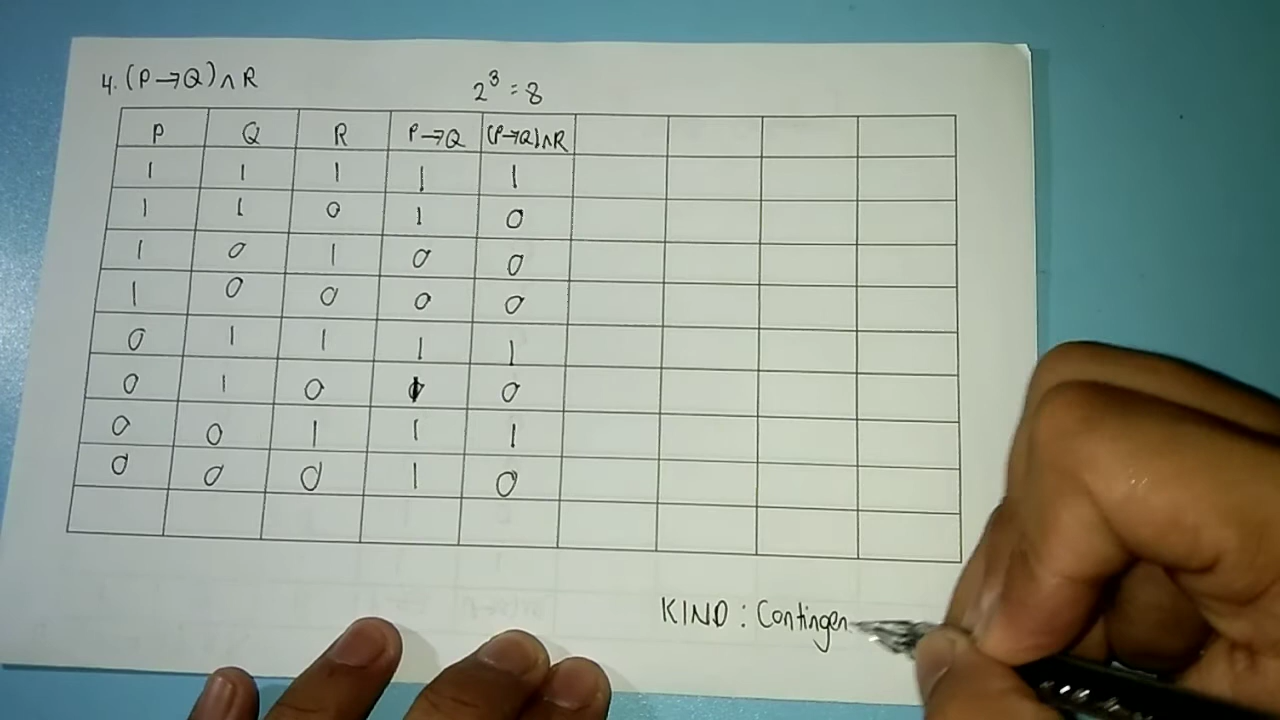 4. (P→Q)∧R 2³ = 8
P Q R P→Q (P→Q)∧R
1 1 1 1 1
1 1 0 1 0
1 0 1 0 0
1 0 0 0 0
0 1 1 1 1
0 1 0 1 0
0 0 1 1 1
0 0 0 1 0
KIND : Contingen